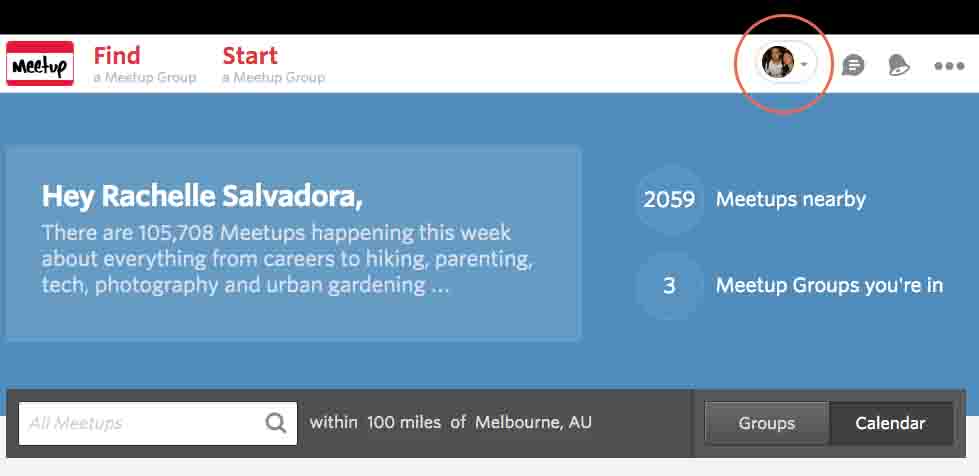 Meetup
Find
a Meetup Group
Start
a Meetup Group
Hey Rachelle Salvadora,
There are 105,708 Meetups happening this week
about everything from careers to hiking, parenting,
tech, photography and urban gardening ...
2059 Meetups nearby
3 Meetup Groups you're in
All Meetups
within 100 miles of Melbourne, AU
Groups
Calendar